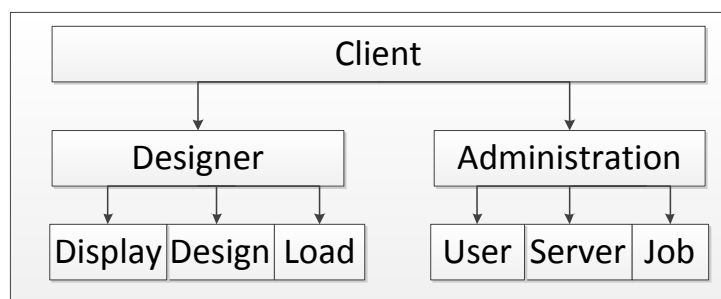 Client
Designer Administration
Display Design Load User Server Job